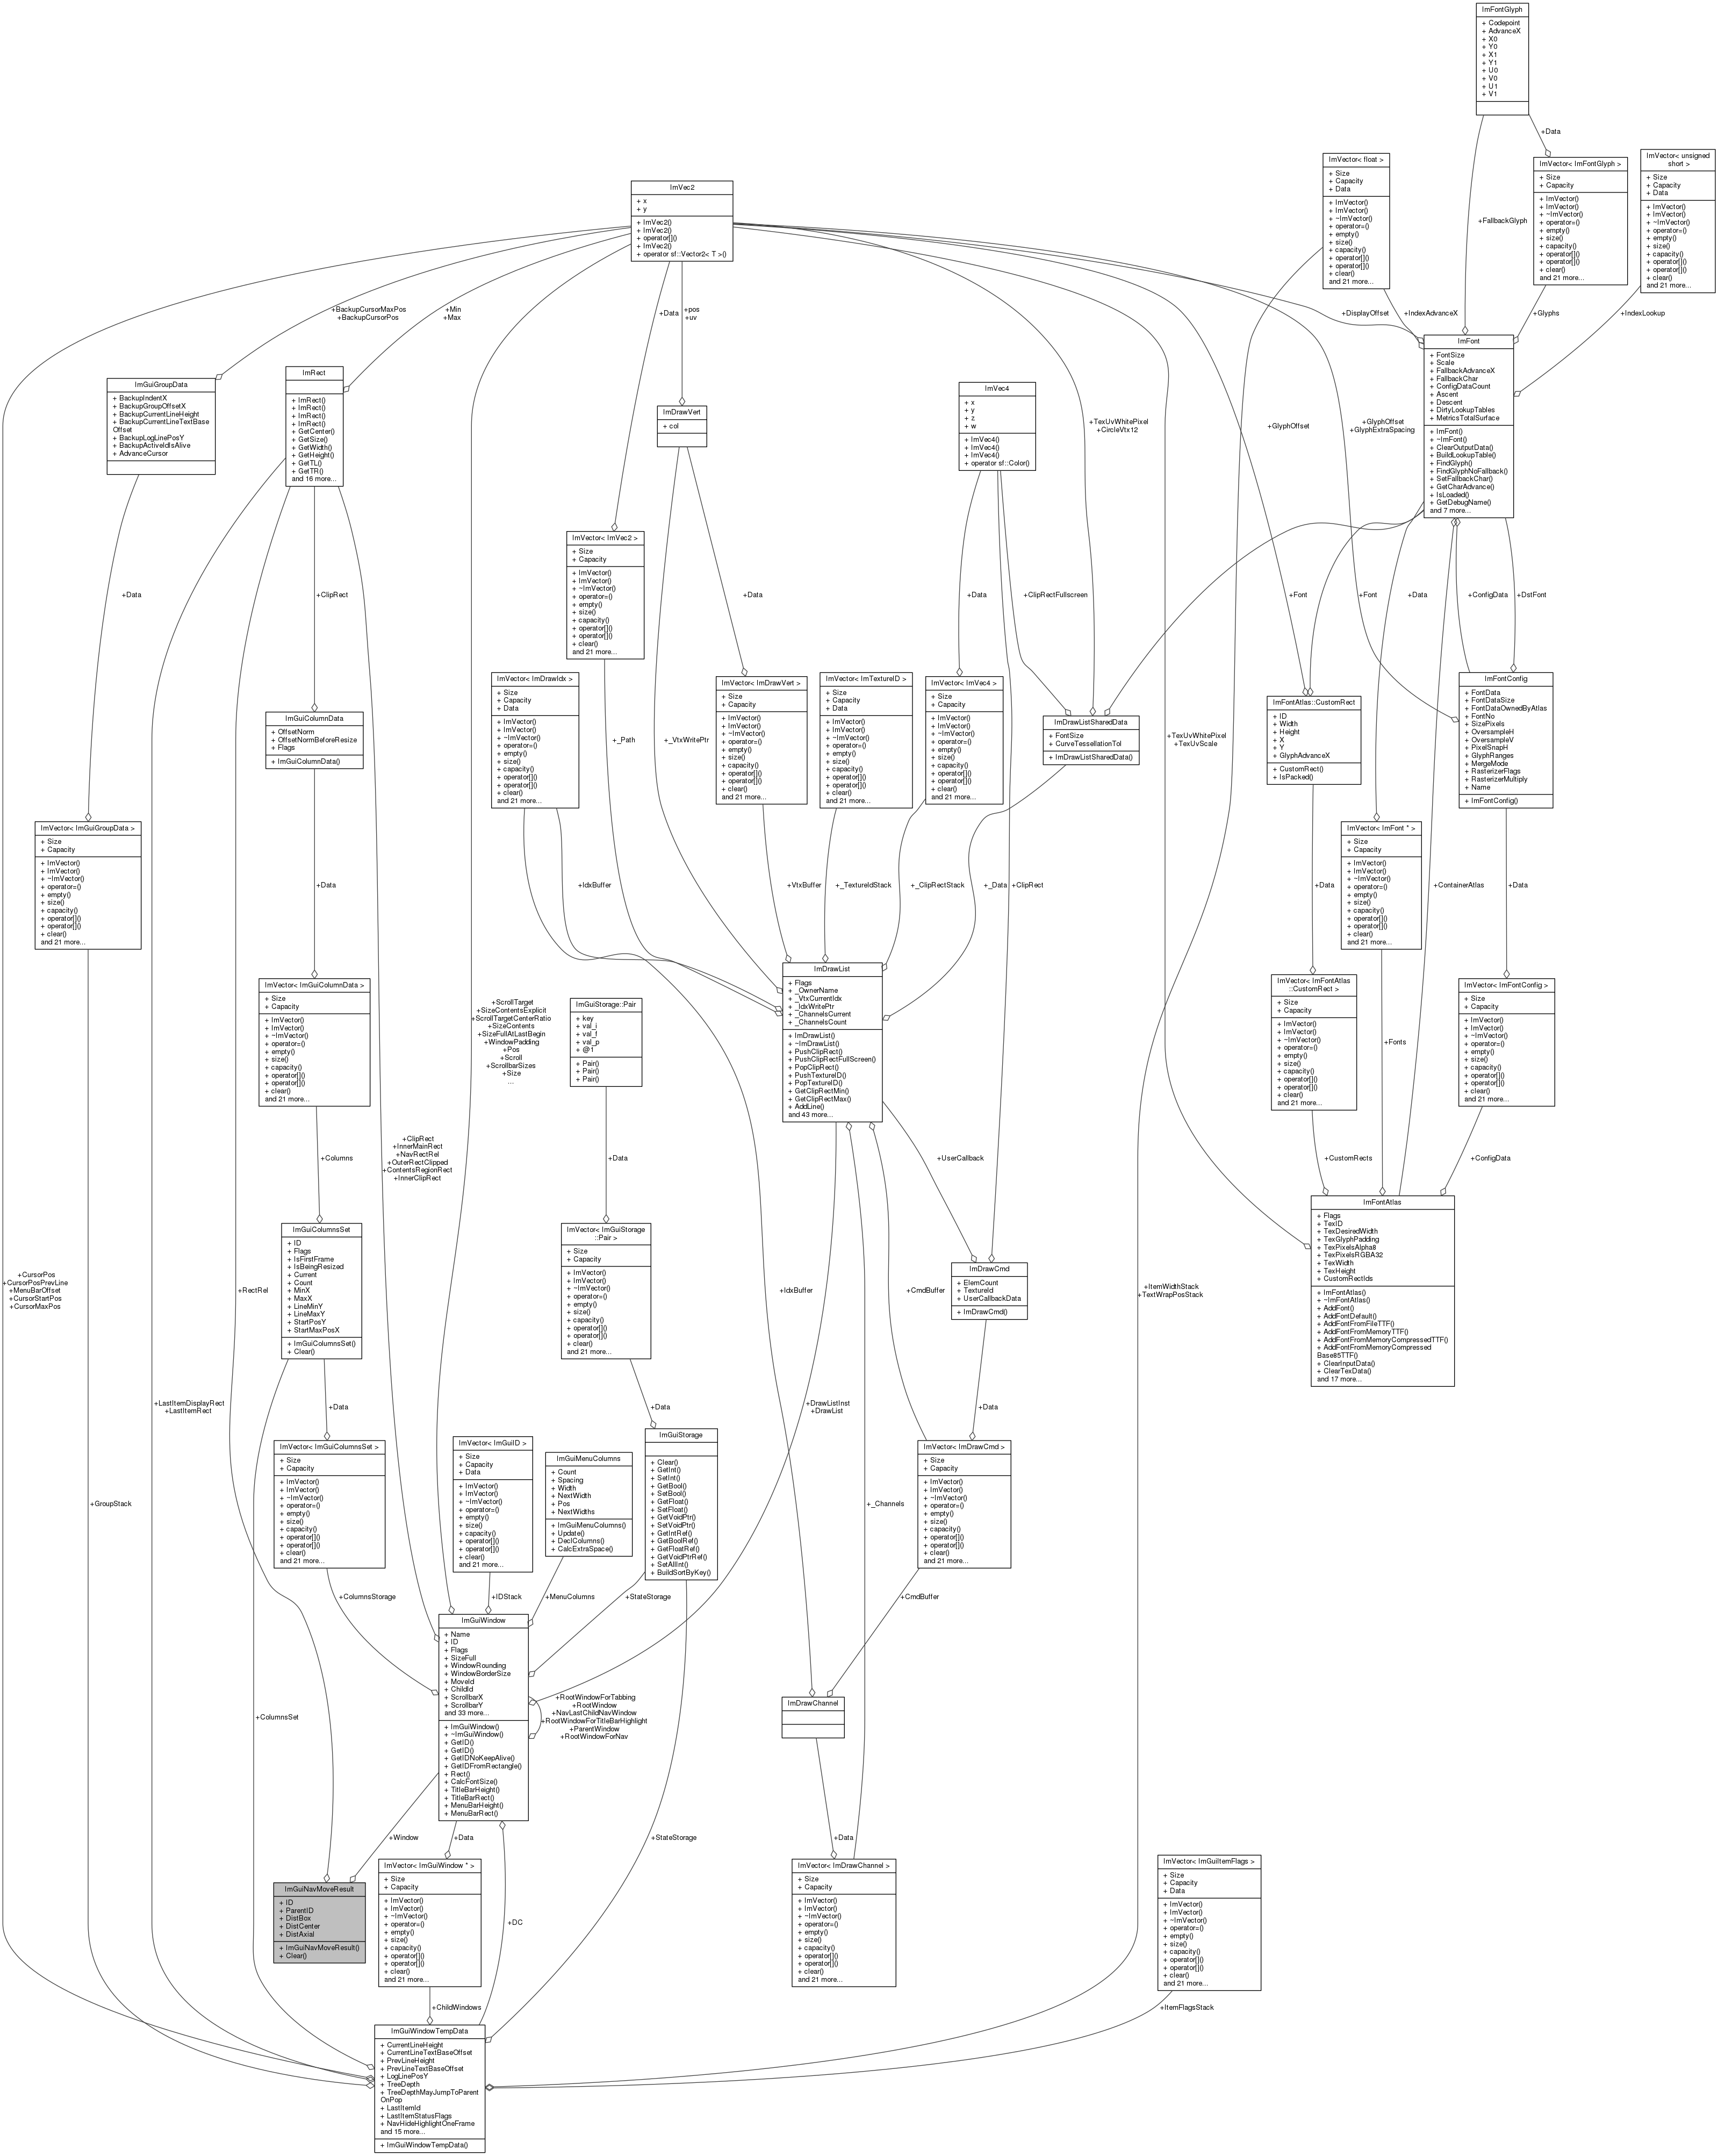 ImFontGlyph
+ Codepoint
+ AdvanceX
+ X0
+ Y0
+ X1
+ Y1
+ U0
+ V0
+ U1
+ V1
+Data
ImVector< float >
+ Size
+ Capacity
+ Data
+ ImVector()
+ ImVector()
+ ~ImVector()
+ operator=()
+ empty()
+ size()
+ capacity()
+ operator[]()
+ operator[]()
+ clear()
and 21 more...
+FallbackGlyph
ImVector< ImFontGlyph >
+ Size
+ Capacity
+ ImVector()
+ ImVector()
+ ~ImVector()
+ operator=()
+ empty()
+ size()
+ capacity()
+ operator[]()
+ operator[]()
+ clear()
and 21 more...
ImVector< unsigned
short >
+ Size
+ Capacity
+ Data
+ ImVector()
+ ImVector()
+ ~ImVector()
+ operator=()
+ empty()
+ size()
+ capacity()
+ operator[]()
+ operator[]()
+ clear()
and 21 more...
ImVec2
+ x
+ y
+ ImVec2()
+ ImVec2()
+ operator[]()
+ ImVec2()
+ operator sf::Vector2< T >()
+BackupCursorMaxPos
+BackupCursorPos
+Min
+Max
+Data
+pos
+uv
+DisplayOffset
+IndexAdvanceX
+Glyphs
+IndexLookup
ImGuiGroupData
+ BackupIndentX
+ BackupGroupOffsetX
+ BackupCurrentLineHeight
+ BackupCurrentLineTextBase
Offset
+ BackupLogLinePosY
+ BackupActiveIdIsAlive
+ AdvanceCursor
ImRect
+ ImRect()
+ ImRect()
+ ImRect()
+ ImRect()
+ GetCenter()
+ GetSize()
+ GetWidth()
+ GetHeight()
+ GetTL()
+ GetTR()
and 16 more...
ImDrawVert
+ col
ImVec4
+ x
+ y
+ z
+ w
+ ImVec4()
+ ImVec4()
+ ImVec4()
+ operator sf::Color()
+TexUvWhitePixel
+CircleVtx12
+GlyphOffset
+GlyphOffset
+GlyphExtraSpacing
ImFont
+ FontSize
+ Scale
+ FallbackAdvanceX
+ FallbackChar
+ ConfigDataCount
+ Ascent
+ Descent
+ DirtyLookupTables
+ MetricsTotalSurface
+ ImFont()
+ ~ImFont()
+ ClearOutputData()
+ BuildLookupTable()
+ FindGlyph()
+ FindGlyphNoFallback()
+ SetFallbackChar()
+ GetCharAdvance()
+ IsLoaded()
+ GetDebugName()
and 7 more...
ImVector< ImVec2 >
+ Size
+ Capacity
+ ImVector()
+ ImVector()
+ ~ImVector()
+ operator=()
+ empty()
+ size()
+ capacity()
+ operator[]()
+ operator[]()
+ clear()
and 21 more...
+Data
+ClipRect
+Data
+Data
+ClipRectFullscreen
+Font
+Font
+Data
+ConfigData
+DstFont
ImVector< ImDrawIdx >
+ Size
+ Capacity
+ Data
+ ImVector()
+ ImVector()
+ ~ImVector()
+ operator=()
+ empty()
+ size()
+ capacity()
+ operator[]()
+ operator[]()
+ clear()
and 21 more...
ImVector< ImDrawVert >
+ Size
+ Capacity
+ ImVector()
+ ImVector()
+ ~ImVector()
+ operator=()
+ empty()
+ size()
+ capacity()
+ operator[]()
+ operator[]()
+ clear()
and 21 more...
ImVector< ImTextureID >
+ Size
+ Capacity
+ Data
+ ImVector()
+ ImVector()
+ ~ImVector()
+ operator=()
+ empty()
+ size()
+ capacity()
+ operator[]()
+ operator[]()
+ clear()
and 21 more...
ImVector< ImVec4 >
+ Size
+ Capacity
+ ImVector()
+ ImVector()
+ ~ImVector()
+ operator=()
+ empty()
+ size()
+ capacity()
+ operator[]()
+ operator[]()
+ clear()
and 21 more...
ImDrawListSharedData
+ FontSize
+ CurveTessellationTol
+ ImDrawListSharedData()
ImFontAtlas::CustomRect
+ ID
+ Width
+ Height
+ X
+ Y
+ GlyphAdvanceX
+ CustomRect()
+ IsPacked()
ImFontConfig
+ FontData
+ FontDataSize
+ FontDataOwnedByAtlas
+ FontNo
+ SizePixels
+ OversampleH
+ OversampleV
+ PixelSnapH
+ GlyphRanges
+ MergeMode
+ RasterizerFlags
+ RasterizerMultiply
+ Name
+ ImFontConfig()
ImGuiColumnData
+ OffsetNorm
+ OffsetNormBeforeResize
+ Flags
+ ImGuiColumnData()
+_Path
+_VtxWritePtr
+TexUvWhitePixel
+TexUvScale
ImVector< ImGuiGroupData >
+ Size
+ Capacity
+ ImVector()
+ ImVector()
+ ~ImVector()
+ operator=()
+ empty()
+ size()
+ capacity()
+ operator[]()
+ operator[]()
+ clear()
and 21 more...
ImVector< ImFont * >
+ Size
+ Capacity
+ ImVector()
+ ImVector()
+ ~ImVector()
+ operator=()
+ empty()
+ size()
+ capacity()
+ operator[]()
+ operator[]()
+ clear()
and 21 more...
+Data
+IdxBuffer
+VtxBuffer
+_TextureIdStack
+_ClipRectStack
+_Data
+ClipRect
+Data
+ContainerAtlas
+Data
ImVector< ImGuiColumnData >
+ Size
+ Capacity
+ ImVector()
+ ImVector()
+ ~ImVector()
+ operator=()
+ empty()
+ size()
+ capacity()
+ operator[]()
+ operator[]()
+ clear()
and 21 more...
+ScrollTarget
+SizeContentsExplicit
+ScrollTargetCenterRatio
+SizeContents
+SizeFullAtLastBegin
+WindowPadding
+Pos
+Scroll
+ScrollbarSizes
+Size
...
ImGuiStorage::Pair
+ key
+ val_i
+ val_f
+ val_p
+ @1
+ Pair()
+ Pair()
+ Pair()
ImDrawList
+ Flags
+ _OwnerName
+ _VtxCurrentIdx
+ _IdxWritePtr
+ _ChannelsCurrent
+ _ChannelsCount
+ ImDrawList()
+ ~ImDrawList()
+ PushClipRect()
+ PushClipRectFullScreen()
+ PopClipRect()
+ PushTextureID()
+ PopTextureID()
+ GetClipRectMin()
+ GetClipRectMax()
+ AddLine()
and 43 more...
ImVector< ImFontAtlas
::CustomRect >
+ Size
+ Capacity
+ ImVector()
+ ImVector()
+ ~ImVector()
+ operator=()
+ empty()
+ size()
+ capacity()
+ operator[]()
+ operator[]()
+ clear()
and 21 more...
+Fonts
ImVector< ImFontConfig >
+ Size
+ Capacity
+ ImVector()
+ ImVector()
+ ~ImVector()
+ operator=()
+ empty()
+ size()
+ capacity()
+ operator[]()
+ operator[]()
+ clear()
and 21 more...
+Columns
+ClipRect
+InnerMainRect
+NavRectRel
+OuterRectClipped
+ContentsRegionRect
+InnerClipRect
+Data
+UserCallback
+CustomRects
+ConfigData
ImGuiColumnsSet
+ ID
+ Flags
+ IsFirstFrame
+ IsBeingResized
+ Current
+ Count
+ MinX
+ MaxX
+ LineMinY
+ LineMaxY
+ StartPosY
+ StartMaxPosX
+ ImGuiColumnsSet()
+ Clear()
ImVector< ImGuiStorage
::Pair >
+ Size
+ Capacity
+ ImVector()
+ ImVector()
+ ~ImVector()
+ operator=()
+ empty()
+ size()
+ capacity()
+ operator[]()
+ operator[]()
+ clear()
and 21 more...
ImDrawCmd
+ ElemCount
+ TextureId
+ UserCallbackData
+ ImDrawCmd()
ImFontAtlas
+ Flags
+ TexID
+ TexDesiredWidth
+ TexGlyphPadding
+ TexPixelsAlpha8
+ TexPixelsRGBA32
+ TexWidth
+ TexHeight
+ CustomRectIds
+ ImFontAtlas()
+ ~ImFontAtlas()
+ AddFont()
+ AddFontDefault()
+ AddFontFromFileTTF()
+ AddFontFromMemoryTTF()
+ AddFontFromMemoryCompressedTTF()
+ AddFontFromMemoryCompressed
Base85TTF()
+ ClearInputData()
+ ClearTexData()
and 17 more...
+CursorPos
+CursorPosPrevLine
+MenuBarOffset
+CursorStartPos
+CursorMaxPos
+RectRel
+IdxBuffer
+CmdBuffer
+ItemWidthStack
+TextWrapPosStack
+LastItemDisplayRect
+LastItemRect
+Data
+Data
+DrawListInst
+DrawList
+Data
ImVector< ImGuiColumnsSet >
+ Size
+ Capacity
+ ImVector()
+ ImVector()
+ ~ImVector()
+ operator=()
+ empty()
+ size()
+ capacity()
+ operator[]()
+ operator[]()
+ clear()
and 21 more...
ImVector< ImGuiID >
+ Size
+ Capacity
+ Data
+ ImVector()
+ ImVector()
+ ~ImVector()
+ operator=()
+ empty()
+ size()
+ capacity()
+ operator[]()
+ operator[]()
+ clear()
and 21 more...
ImGuiMenuColumns
+ Count
+ Spacing
+ Width
+ NextWidth
+ Pos
+ NextWidths
+ ImGuiMenuColumns()
+ Update()
+ DeclColumns()
+ CalcExtraSpace()
ImGuiStorage
+ Clear()
+ GetInt()
+ SetInt()
+ GetBool()
+ SetBool()
+ GetFloat()
+ SetFloat()
+ GetVoidPtr()
+ SetVoidPtr()
+ GetIntRef()
+ GetBoolRef()
+ GetFloatRef()
+ GetVoidPtrRef()
+ SetAllInt()
+ BuildSortByKey()
ImVector< ImDrawCmd >
+ Size
+ Capacity
+ ImVector()
+ ImVector()
+ ~ImVector()
+ operator=()
+ empty()
+ size()
+ capacity()
+ operator[]()
+ operator[]()
+ clear()
and 21 more...
+GroupStack
+_Channels
+ColumnsStorage
+IDStack
+MenuColumns
+StateStorage
+CmdBuffer
ImGuiWindow
+ Name
+ ID
+ Flags
+ SizeFull
+ WindowRounding
+ WindowBorderSize
+ MoveId
+ ChildId
+ ScrollbarX
+ ScrollbarY
and 33 more...
+ ImGuiWindow()
+ ~ImGuiWindow()
+ GetID()
+ GetID()
+ GetIDNoKeepAlive()
+ GetIDFromRectangle()
+ Rect()
+ CalcFontSize()
+ TitleBarHeight()
+ TitleBarRect()
+ MenuBarHeight()
+ MenuBarRect()
+RootWindowForTabbing
+RootWindow
+NavLastChildNavWindow
+RootWindowForTitleBarHighlight
+ParentWindow
+RootWindowForNav
ImDrawChannel
+ColumnsSet
+Window
+Data
+StateStorage
+Data
ImGuiNavMoveResult
+ ID
+ ParentID
+ DistBox
+ DistCenter
+ DistAxial
+ ImGuiNavMoveResult()
+ Clear()
ImVector< ImGuiWindow * >
+ Size
+ Capacity
+ ImVector()
+ ImVector()
+ ~ImVector()
+ operator=()
+ empty()
+ size()
+ capacity()
+ operator[]()
+ operator[]()
+ clear()
and 21 more...
+DC
ImVector< ImDrawChannel >
+ Size
+ Capacity
+ ImVector()
+ ImVector()
+ ~ImVector()
+ operator=()
+ empty()
+ size()
+ capacity()
+ operator[]()
+ operator[]()
+ clear()
and 21 more...
ImVector< ImGuiItemFlags >
+ Size
+ Capacity
+ Data
+ ImVector()
+ ImVector()
+ ~ImVector()
+ operator=()
+ empty()
+ size()
+ capacity()
+ operator[]()
+ operator[]()
+ clear()
and 21 more...
+ChildWindows
+ItemFlagsStack
ImGuiWindowTempData
+ CurrentLineHeight
+ CurrentLineTextBaseOffset
+ PrevLineHeight
+ PrevLineTextBaseOffset
+ LogLinePosY
+ TreeDepth
+ TreeDepthMayJumpToParent
OnPop
+ LastItemId
+ LastItemStatusFlags
+ NavHideHighlightOneFrame
and 15 more...
+ ImGuiWindowTempData()